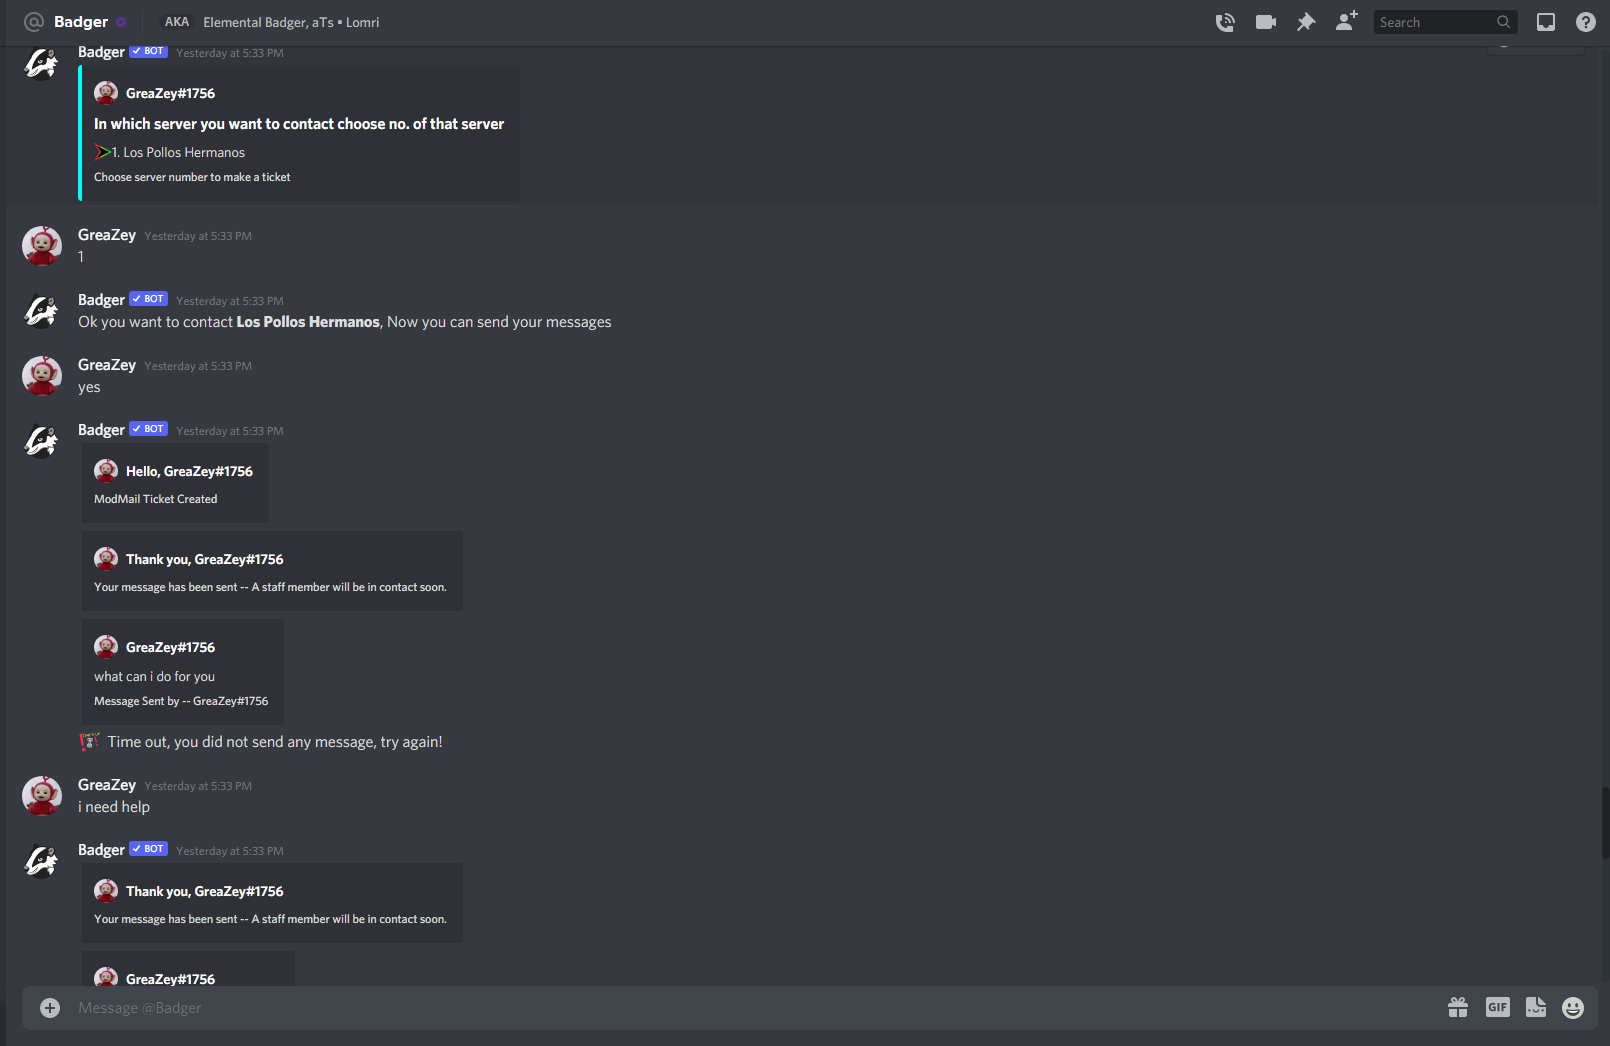 Badger AKA Elemental Badger, aTs • Lomri Search
Badger BOT Yesterday at 5:33 PM
GreaZey#1756
In which server you want to contact choose no. of that server
1. Los Pollos Hermanos
Choose server number to make a ticket
GreaZey Yesterday at 5:33 PM
1
Badger BOT Yesterday at 5:33 PM
Ok you want to contact Los Pollos Hermanos, Now you can send your messages
GreaZey Yesterday at 5:33 PM
yes
Badger BOT Yesterday at 5:33 PM
Hello, GreaZey#1756
ModMail Ticket Created
Thank you, GreaZey#1756
Your message has been sent -- A staff member will be in contact soon.
GreaZey#1756
what can i do for you
Message Sent by -- GreaZey#1756
Time out, you did not send any message, try again!
GreaZey Yesterday at 5:33 PM
i need help
Badger BOT Yesterday at 5:33 PM
Thank you, GreaZey#1756
Your message has been sent -- A staff member will be in contact soon.
GreaZey#1756
Message @Badger GIF